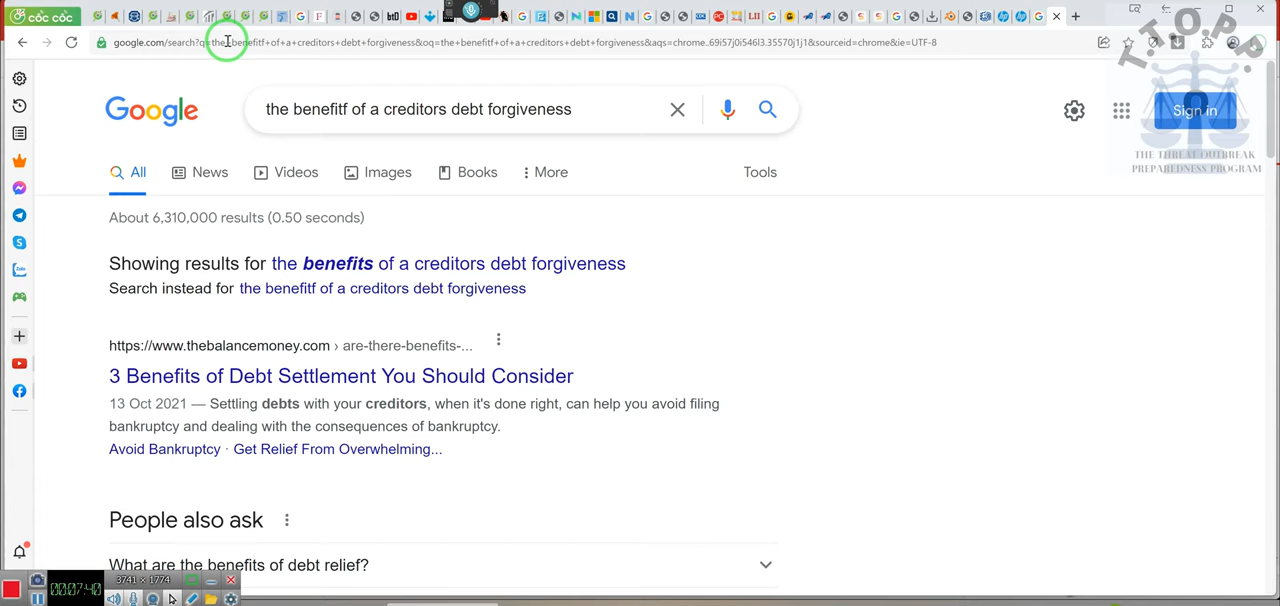 cốc cốc
google.com/search?q=the+benefitf+of+a+creditors+debt+forgiveness&oq=the+benefitf+of+a+creditors+debt+forgiveness&aqs=chrome..69i57j0i546l3.35570j1j1&sourceid=chrome&ie=UTF-8
T.T.O.P.P.
Google
the benefitf of a creditors debt forgiveness
Sign in
THE THREAT OUTBREAK
PREPAREDNESS PROGRAM
All News Videos Images Books More Tools
About 6,310,000 results (0.50 seconds)
Showing results for the benefits of a creditors debt forgiveness
Search instead for the benefitf of a creditors debt forgiveness
https://www.thebalancemoney.com › are-there-benefits-...
3 Benefits of Debt Settlement You Should Consider
13 Oct 2021 — Settling debts with your creditors, when it's done right, can help you avoid filing
bankruptcy and dealing with the consequences of bankruptcy.
Avoid Bankruptcy · Get Relief From Overwhelming...
People also ask
What are the benefits of debt relief?
3741 × 1774
00:07:40